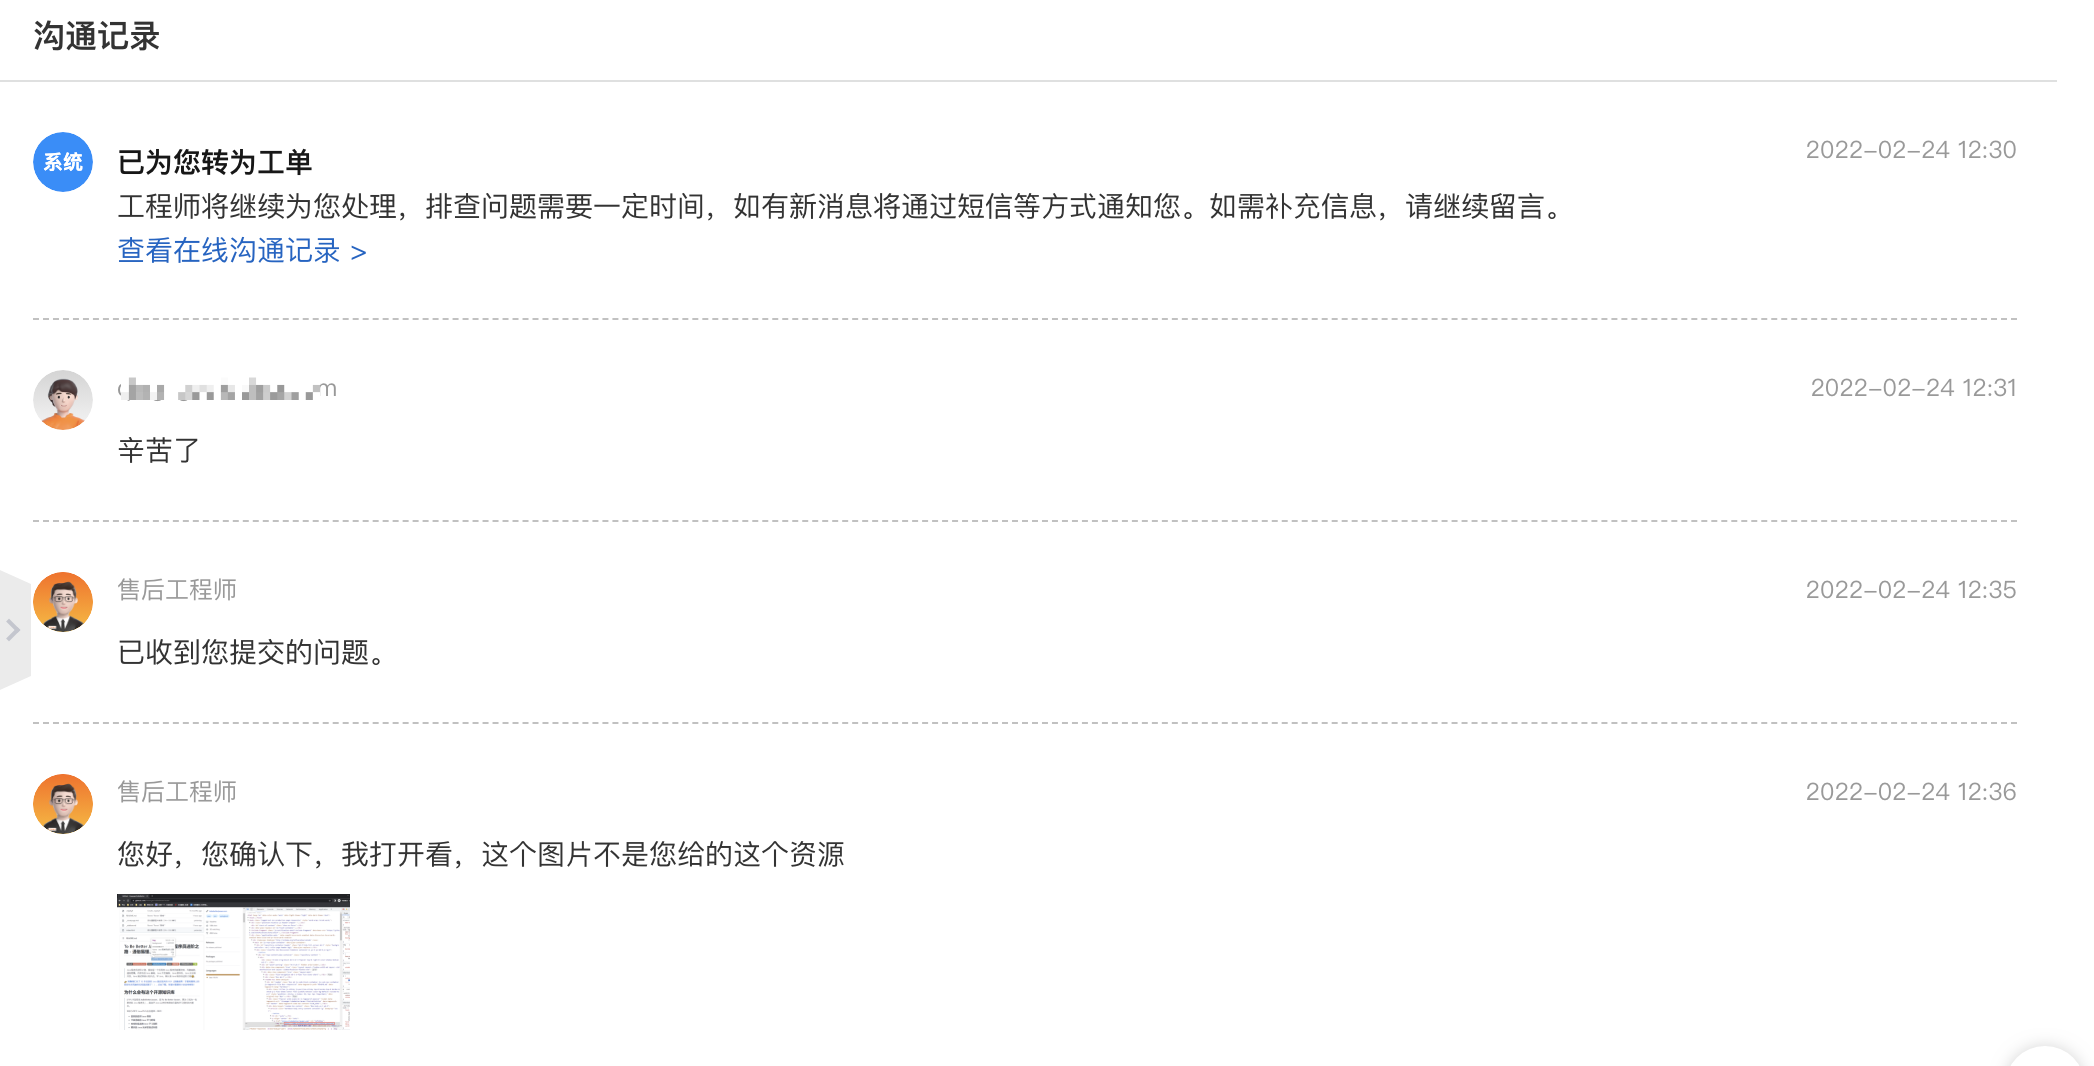 沟通记录
系统
已为您转为工单
2022-02-24 12:30
工程师将继续为您处理，排查问题需要一定时间，如有新消息将通过短信等方式通知您。如需补充信息，请继续留言。
查看在线沟通记录 >
2022-02-24 12:31
辛苦了
售后工程师
2022-02-24 12:35
已收到您提交的问题。
售后工程师
2022-02-24 12:36
您好，您确认下，我打开看，这个图片不是您给的这个资源